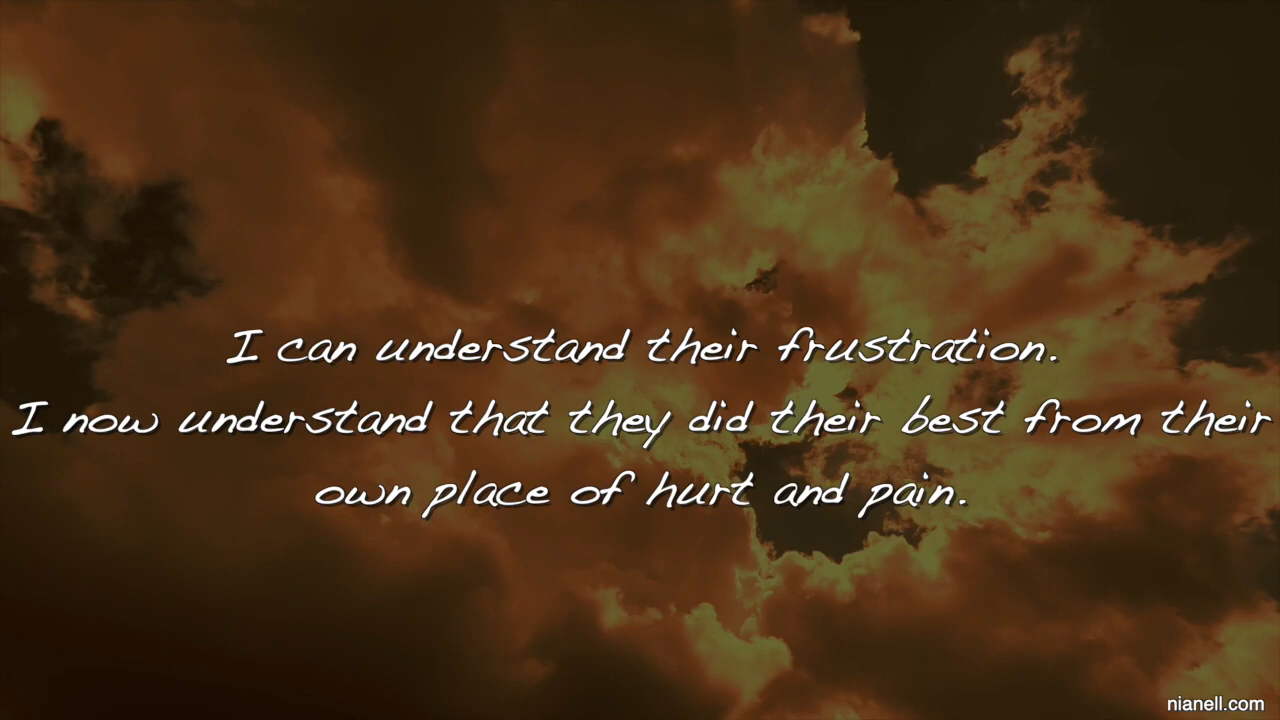 I can understand their frustration.
I now understand that they did their best from their
own place of hurt and pain.
nianell.com